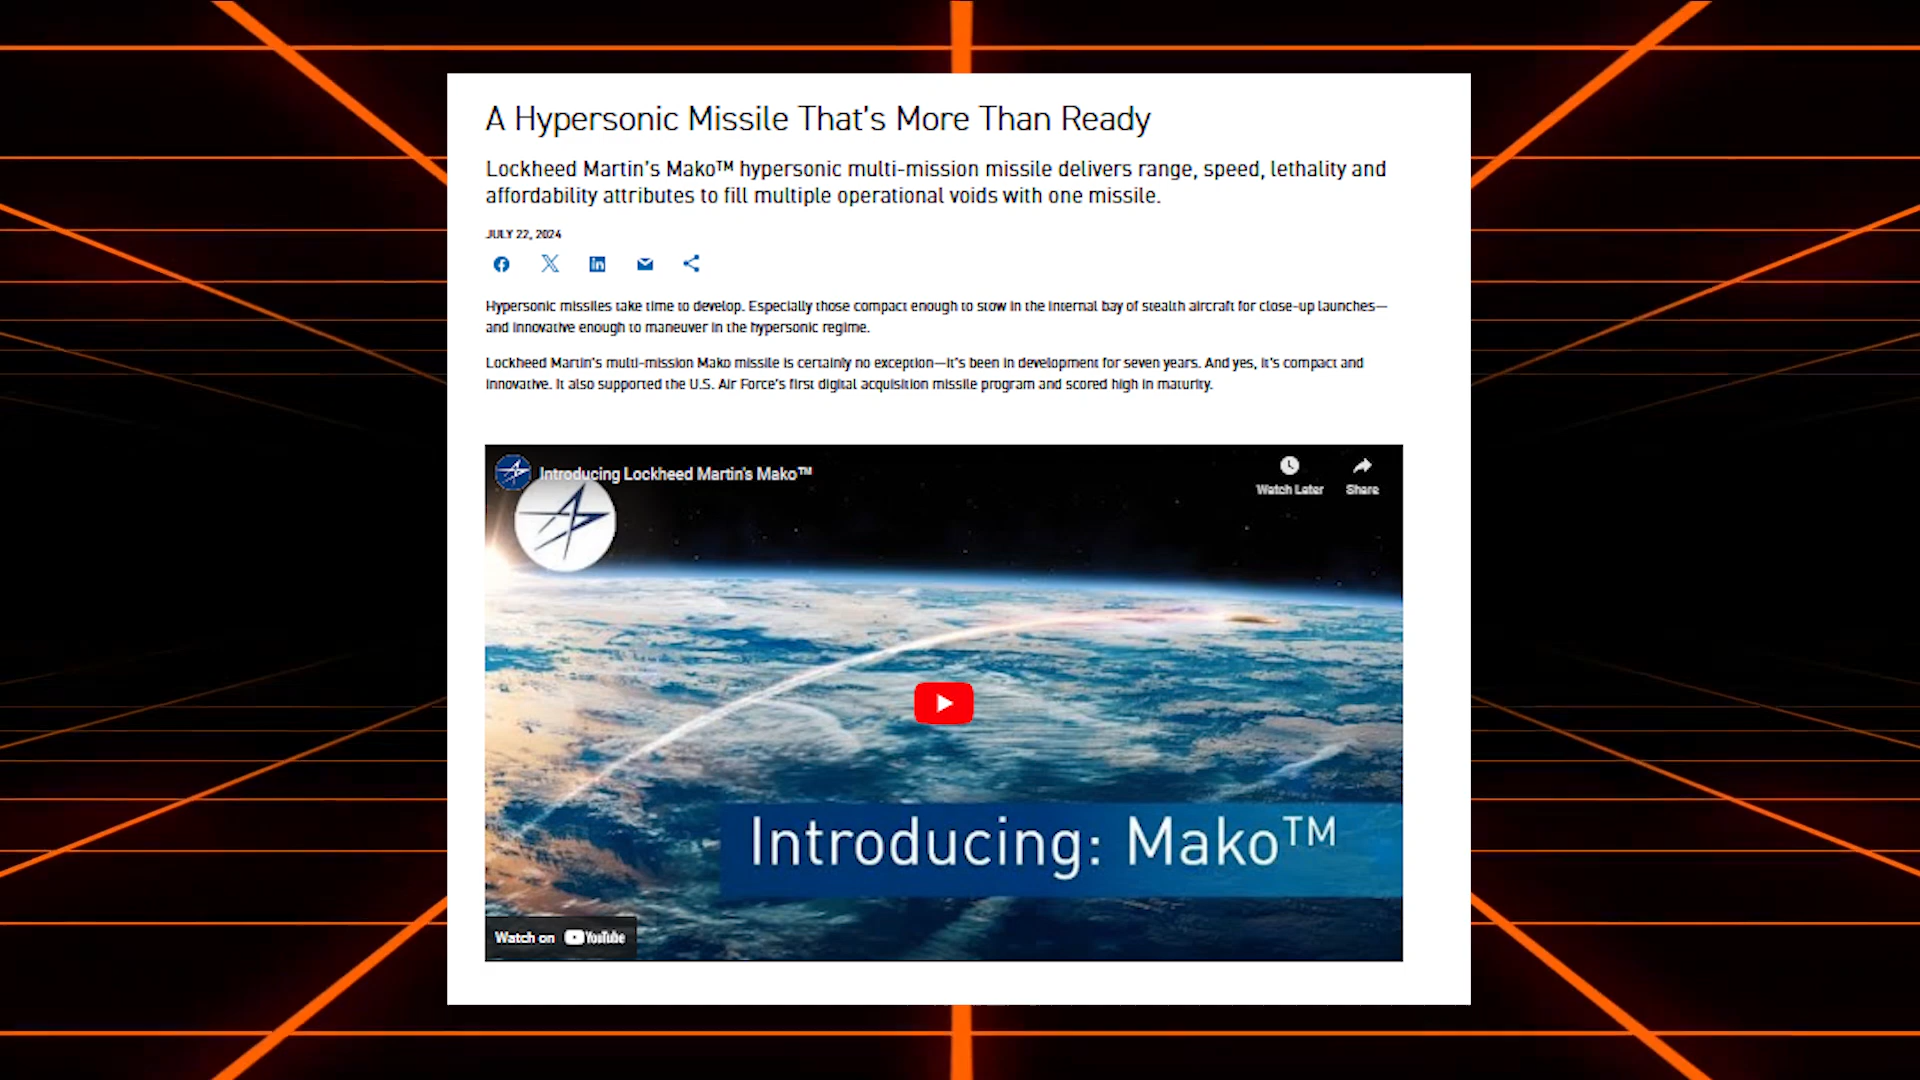 A Hypersonic Missile That's More Than Ready
Lockheed Martin's Mako™ hypersonic multi-mission missile delivers range, speed, lethality and
affordability attributes to fill multiple operational voids with one missile.
JULY 22, 2024
Hypersonic missiles take time to develop. Especially those compact enough to stow in the internal bay of stealth aircraft for close-up launches—
and innovative enough to maneuver in the hypersonic regime.
Lockheed Martin's multi-mission Mako missile is certainly no exception—it's been in development for seven years. And yes, it's compact and
innovative. It also supported the U.S. Air Force's first digital acquisition missile program and scored high in maturity.
Introducing Lockheed Martin's Mako™
Watch Later
Share
Introducing: Mako™
Watch on YouTube